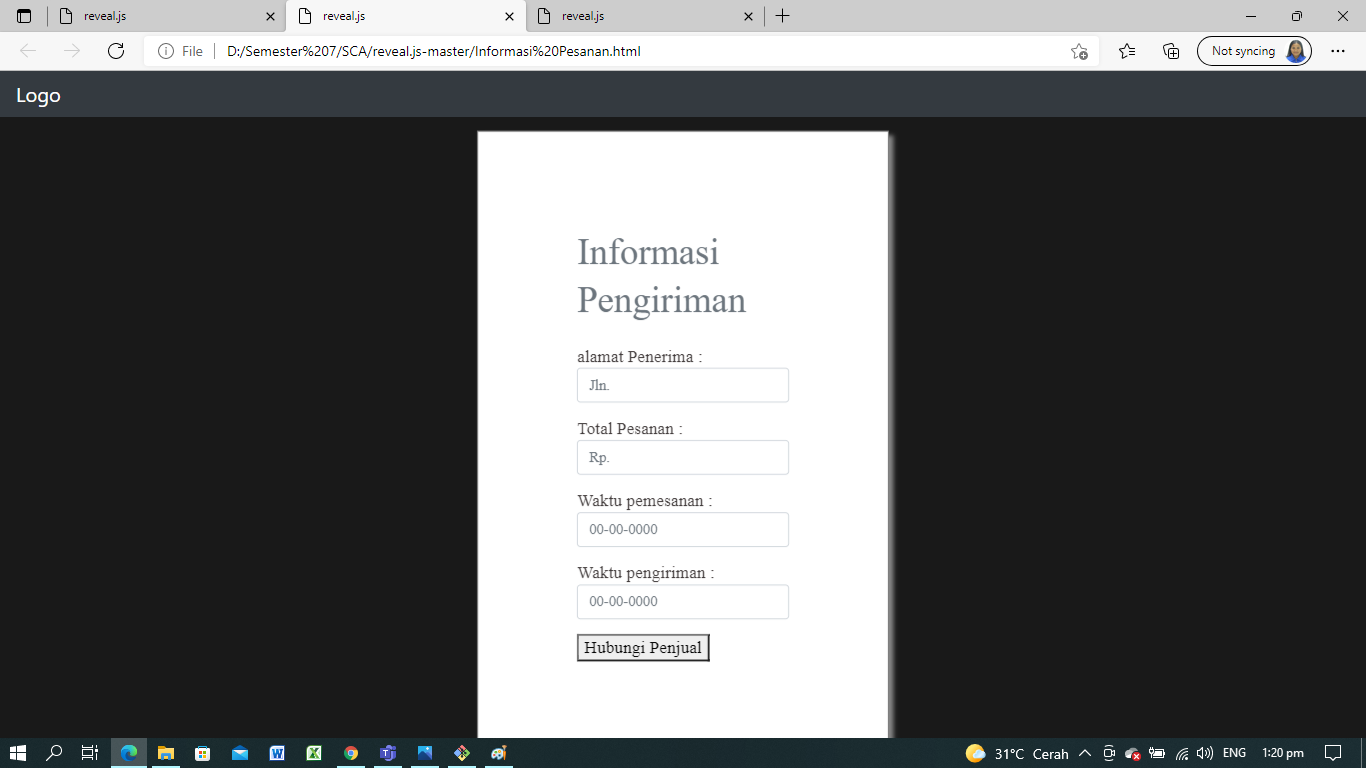 reveal.js
reveal.js
reveal.js
File
D:/Semester%207/SCA/reveal.js-master/Informasi%20Pesanan.html
Not syncing
Logo
Informasi
Pengiriman
alamat Penerima :
Jln.
Total Pesanan :
Rp.
Waktu pemesanan :
00-00-0000
Waktu pengiriman :
00-00-0000
Hubungi Penjual
31°C Cerah
ENG
1:20 pm